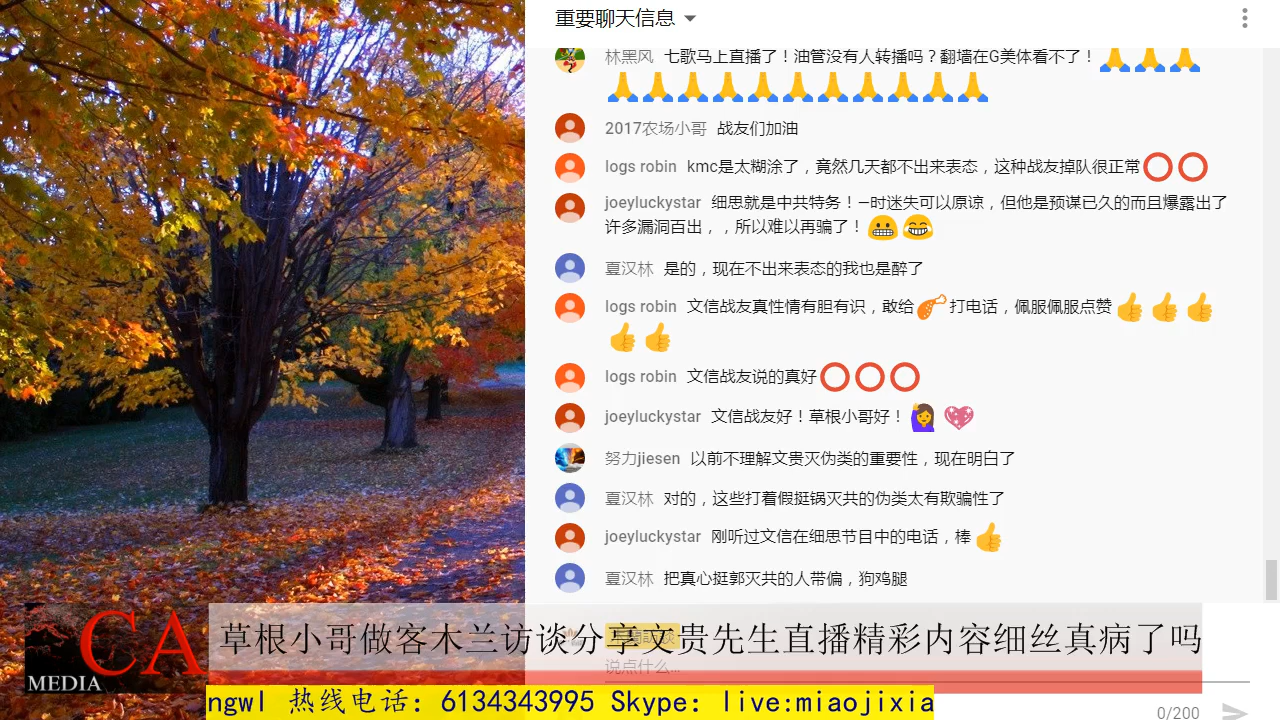 重要聊天信息
林黑风 七歌马上直播了！油管没有人转播吗？翻墙在G美体看不了！🙏🙏🙏
🙏🙏🙏🙏🙏🙏🙏🙏🙏🙏🙏
2017农场小哥 战友们加油
logs robin kmc是太糊涂了，竟然几天都不出来表态，这种战友掉队很正常⭕⭕
joeyluckystar 细思就是中共特务！一时迷失可以原谅，但他是预谋已久的而且爆露出了
许多漏洞百出，，所以难以再骗了！😬😂
夏汉林 是的，现在不出来表态的我也是醉了
logs robin 文信战友真性情有胆有识，敢给🍗打电话，佩服佩服点赞👍👍👍
👍👍
logs robin 文信战友说的真好⭕⭕⭕
joeyluckystar 文信战友好！草根小哥好！🙋‍♀️💖
努力jiesen 以前不理解文贵灭伪类的重要性，现在明白了
夏汉林 对的，这些打着假挺锅灭共的伪类太有欺骗性了
joeyluckystar 刚听过文信在细思节目中的电话，棒👍
夏汉林 把真心挺郭灭共的人带偏，狗鸡腿
CA
MEDIA
草根小哥做客木兰访谈分享文贵先生直播精彩内容细丝真病了吗
说点什么...
ngwl 热线电话: 6134343995 Skype: live:miaojixia
0/200